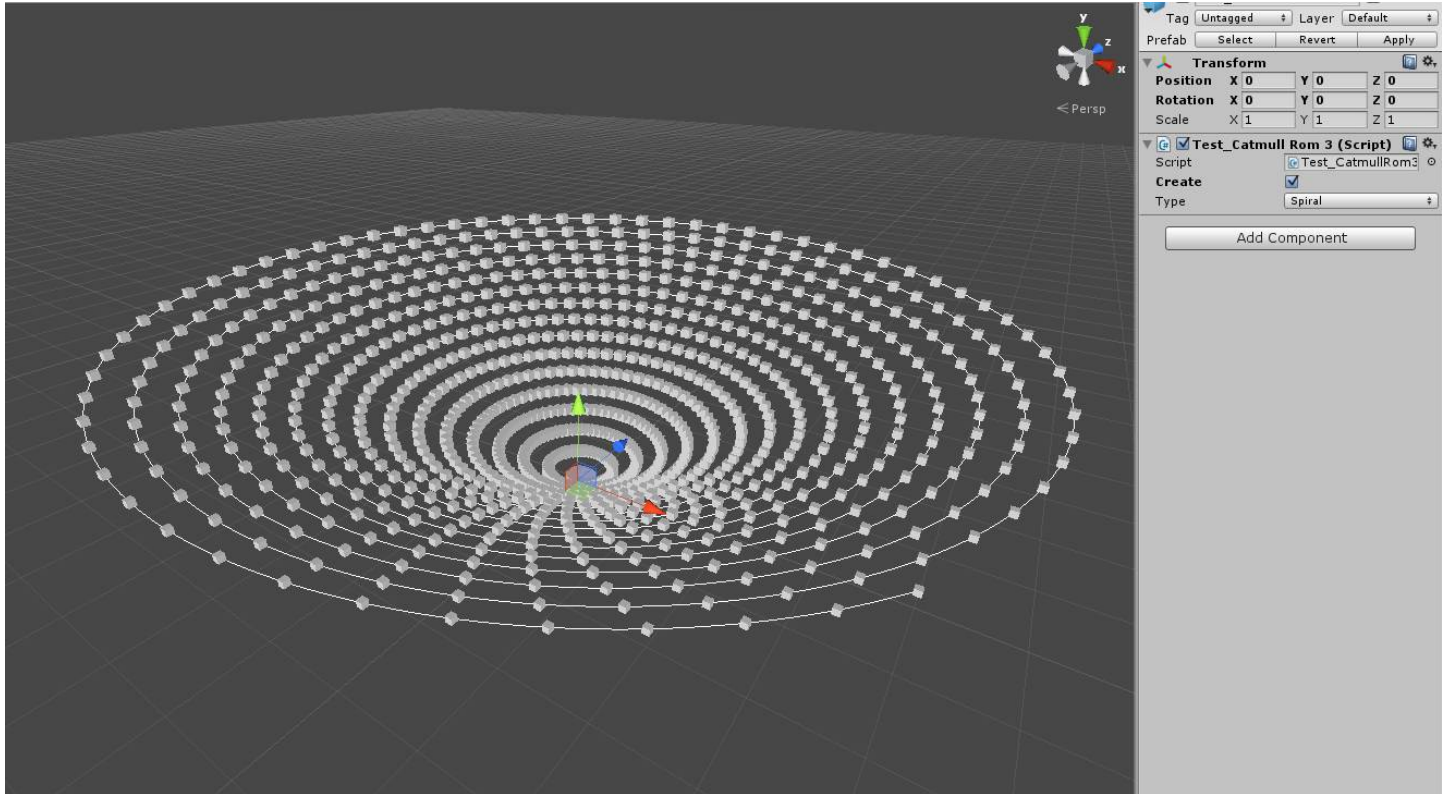 y
z
x
< Persp
Tag Untagged Layer Default
Prefab Select Revert Apply
Transform
Position X 0 Y 0 Z 0
Rotation X 0 Y 0 Z 0
Scale X 1 Y 1 Z 1
Test_Catmull Rom 3 (Script)
Script Test_CatmullRom3
Create
Type Spiral
Add Component